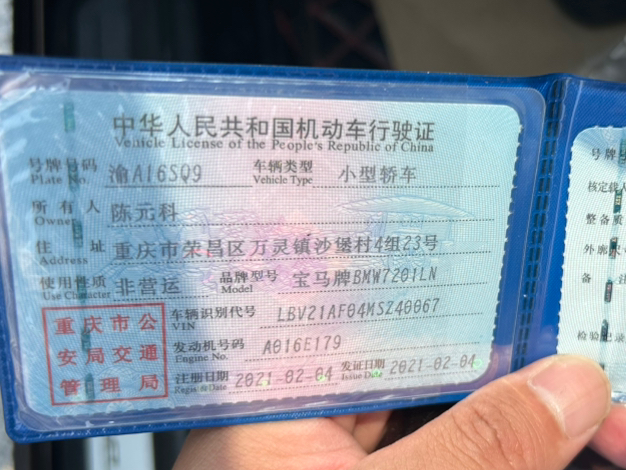 中华人民共和国机动车行驶证
Vehicle License of the People's Republic of China
号牌号码 渝A16SQ9 车辆类型 小型轿车
Plate No. Vehicle Type
所有人 陈元科
Owner
住址 重庆市荣昌区万灵镇沙堡村4组23号
Address
使用性质 非营运 品牌型号 宝马牌BMW7201LN
Use Character Model
重庆市公
安局交通
管理局
车辆识别代号 LBV21AF04MSZ40067
VIN
发动机号码 A016E179
Engine No.
注册日期 2021-02-04 发证日期 2021-02-04
Register Date Issue Date
号牌
核定载人
整备质
外廓尺
备注
检验记录